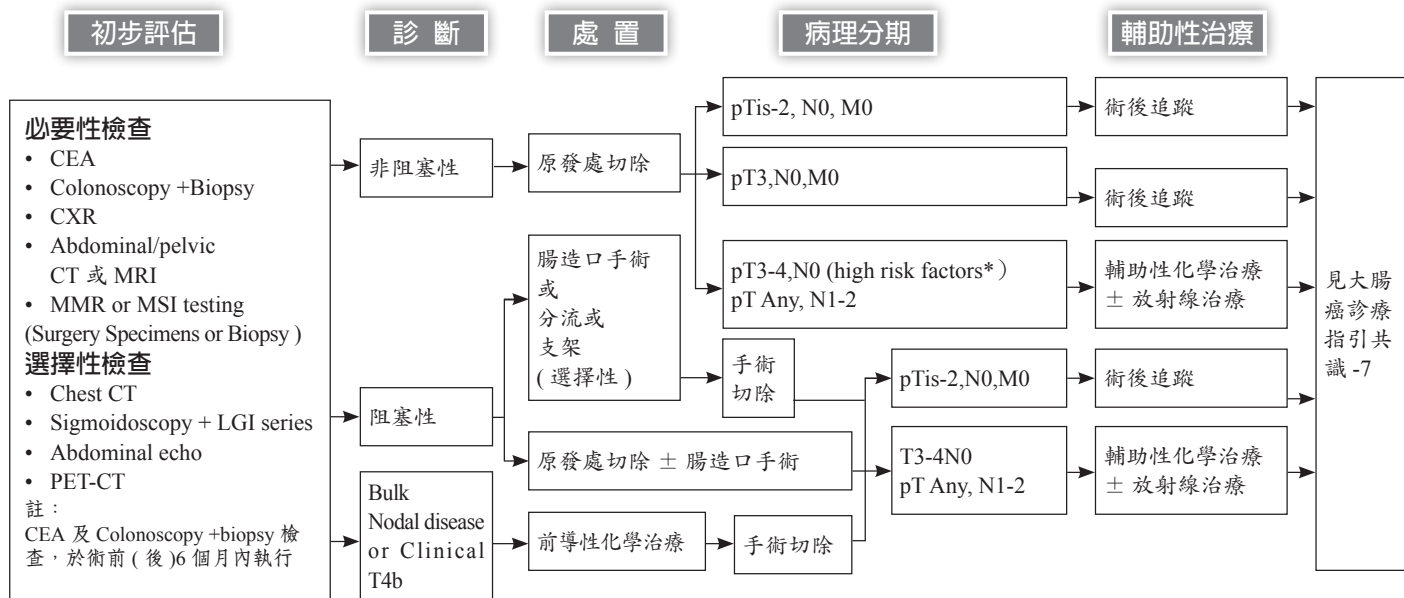 初步評估
診 斷
處 置
病理分期
輔助性治療
必要性檢查
• CEA
• Colonoscopy +Biopsy
• CXR
• Abdominal/pelvic
CT 或 MRI
• MMR or MSI testing
(Surgery Specimens or Biopsy )
選擇性檢查
• Chest CT
• Sigmoidoscopy + LGI series
• Abdominal echo
• PET-CT
註：
CEA 及 Colonoscopy +biopsy 檢
查，於術前 ( 後 )6 個月內執行
非阻塞性
阻塞性
Bulk
Nodal disease
or Clinical
T4b
原發處切除
腸造口手術
或
分流或
支架
( 選擇性 )
手術
切除
原發處切除 ± 腸造口手術
前導性化學治療
手術切除
pTis-2, N0, M0
pT3,N0,M0
pT3-4,N0 (high risk factors*）
pT Any, N1-2
pTis-2,N0,M0
T3-4N0
pT Any, N1-2
術後追蹤
術後追蹤
輔助性化學治療
± 放射線治療
術後追蹤
輔助性化學治療
± 放射線治療
見大腸
癌診療
指引共
識 -7